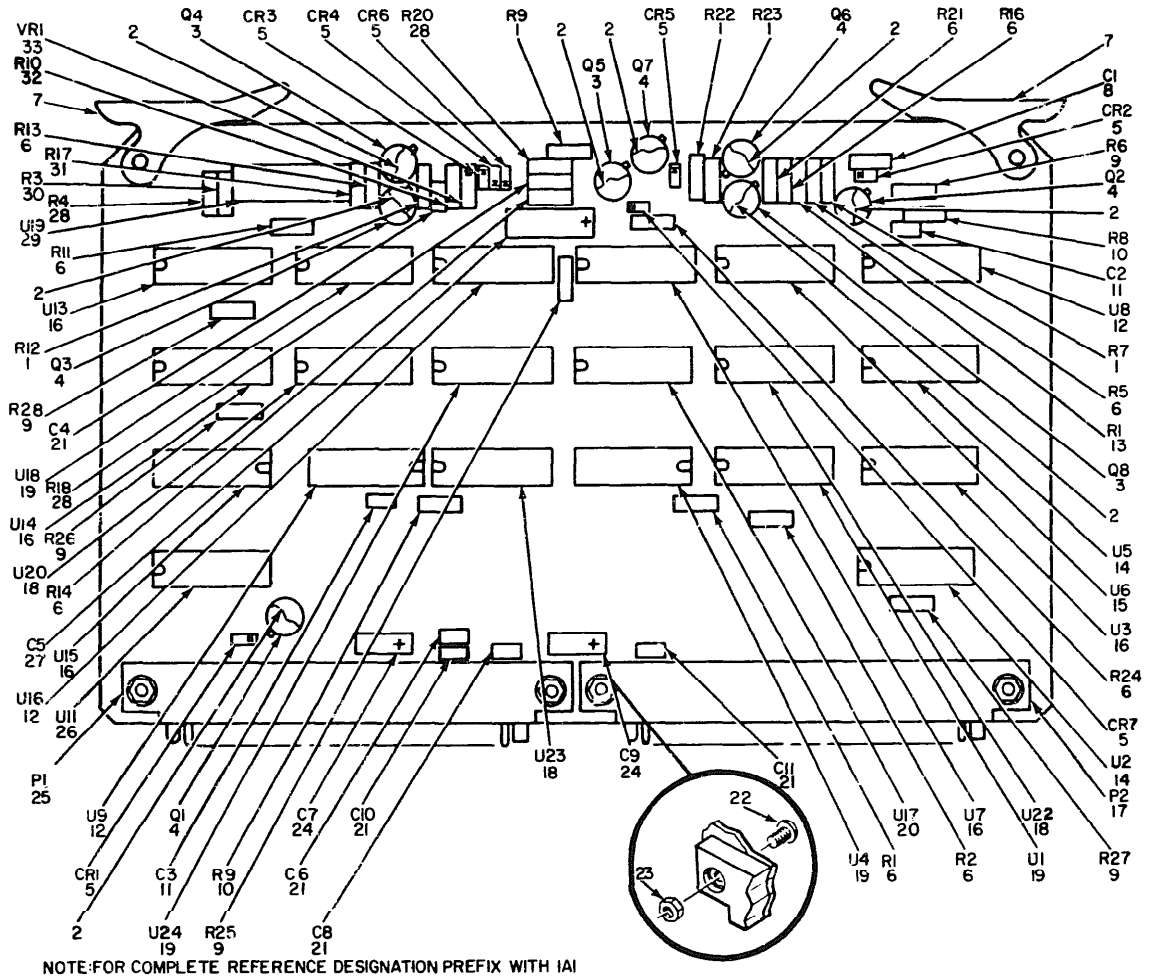 Q4 3
2
CR3 5
CR4 5
CR6 5
R20 28
R9 1
2
Q5 3
2
Q7 4
CR5 5
R22 1
R23 1
Q6 4
2
R21 6
R16 6
7
VR1 33
R10 32
7
R13 6
R17 31
R3 30
R4 28
U19 29
R11 6
2
U13 16
R12 1
Q3 4
R28 9
C4 21
U18 19
R18 28
U14 16
R26 9
U20 18
R14 6
C5 27
U15 16
U16 12
U11 26
P1 25
C1 8
CR2 5
R6 9
Q2 4
2
R8 10
C2 11
U8 12
R7 1
R5 6
R1 13
Q8 3
2
U5 14
U6 15
U3 16
R24 6
CR7 5
U2 14
P2 17
U9 12
Q1 4
C7 24
C10 21
U23 18
C9 24
C11 21
U17 20
U7 16
U22 18
CR1 5
C3 11
R9 10
C6 21
22
23
U4 19
R1 6
R2 6
U1 19
R27 9
2
U24 19
R25 9
C8 21
+
+
+
NOTE:FOR COMPLETE REFERENCE DESIGNATION PREFIX WITH 1A1